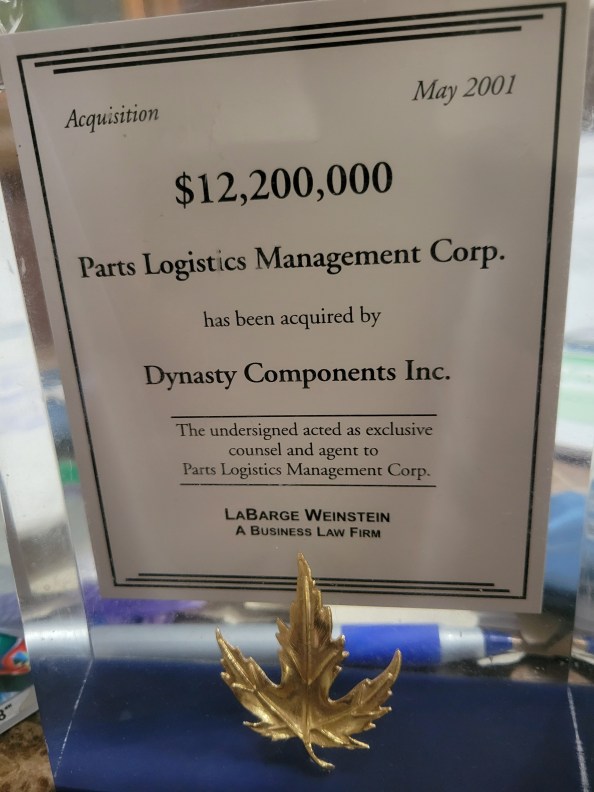 Acquisition
May 2001
$12,200,000
Parts Logistics Management Corp.
has been acquired by
Dynasty Components Inc.
The undersigned acted as exclusive
counsel and agent to
Parts Logistics Management Corp.
LABARGE WEINSTEIN
A BUSINESS LAW FIRM